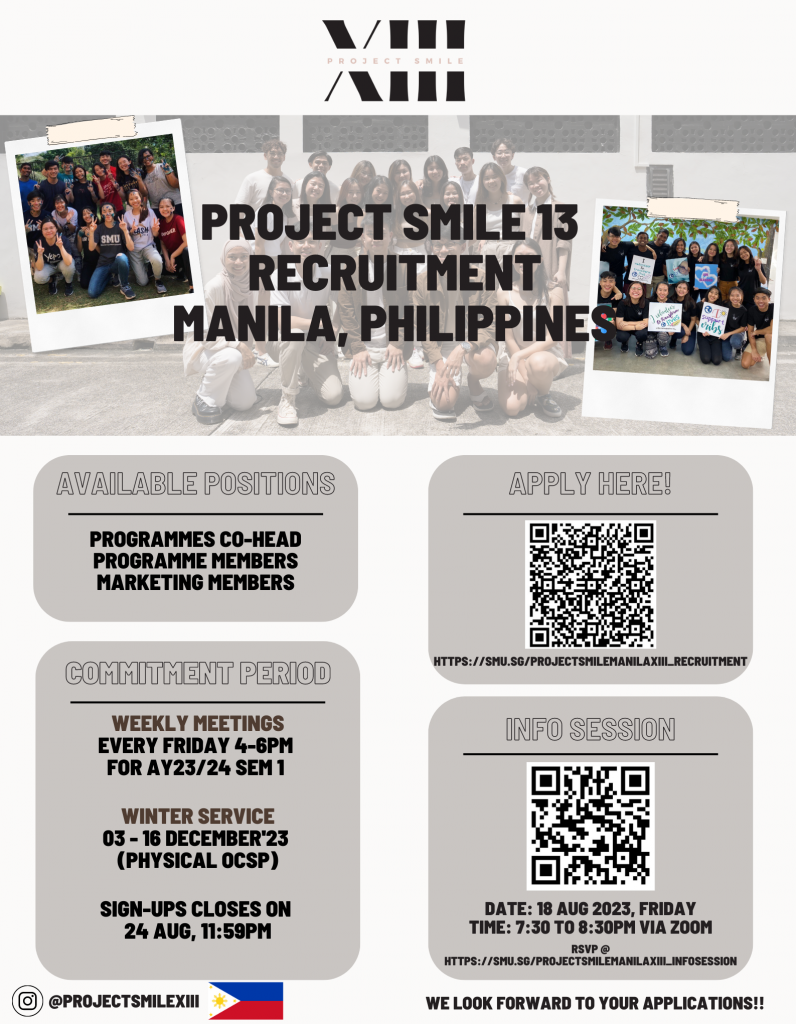 XIII
PROJECT SMILE
PROJECT SMILE 13
RECRUITMENT
MANILA, PHILIPPINES
SMU
AVAILABLE POSITIONS
PROGRAMMES CO-HEAD
PROGRAMME MEMBERS
MARKETING MEMBERS
APPLY HERE!
HTTPS://SMU.SG/PROJECTSMILEMANILAXIII_RECRUITMENT
COMMITMENT PERIOD
WEEKLY MEETINGS
EVERY FRIDAY 4-6PM
FOR AY23/24 SEM 1
WINTER SERVICE
03 - 16 DECEMBER'23
(PHYSICAL OCSP)
SIGN-UPS CLOSES ON
24 AUG, 11:59PM
INFO SESSION
DATE: 18 AUG 2023, FRIDAY
TIME: 7:30 TO 8:30PM VIA ZOOM
RSVP @
HTTPS://SMU.SG/PROJECTSMILEMANILAXIII_INFOSESSION
@PROJECTSMILEXIII
WE LOOK FORWARD TO YOUR APPLICATIONS!!